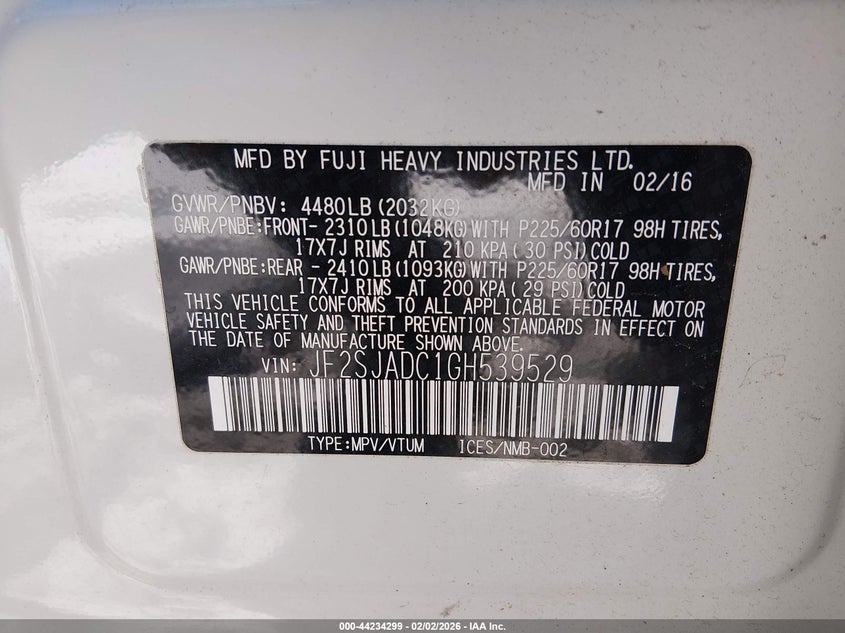 MFD BY FUJI HEAVY INDUSTRIES LTD.
MFD IN 02/16
GVWR/PNBV: 4480LB(2032KG)
GAWR/PNBE:FRONT- 2310LB(1048KG)WITH P225/60R17 98H TIRES,
17X7J RIMS AT 210 KPA(30 PSI)COLD
GAWR/PNBE:REAR - 2410LB(1093KG)WITH P225/60R17 98H TIRES,
17X7J RIMS AT 200 KPA(29 PSI)COLD
THIS VEHICLE CONFORMS TO ALL APPLICABLE FEDERAL MOTOR
VEHICLE SAFETY AND THEFT PREVENTION STANDARDS IN EFFECT ON
THE DATE OF MANUFACTURE SHOWN ABOVE.
VIN: JF2SJADC1GH539529
TYPE:MPV/VTUM ICES/NMB-002
000-44234299 - 02/02/2026 - IAA Inc.